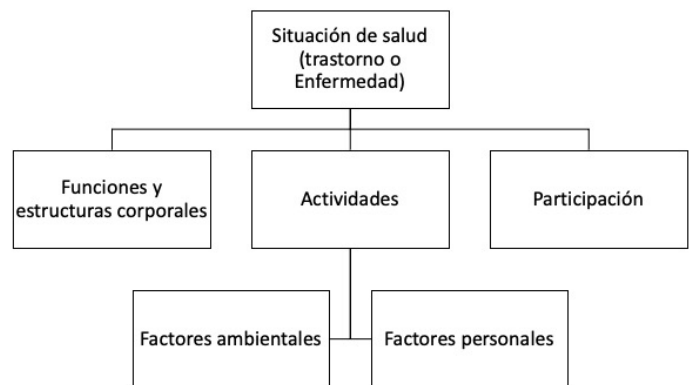 Situación de salud
(trastorno o
Enfermedad)
Funciones y
estructuras corporales
Actividades
Participación
Factores ambientales
Factores personales